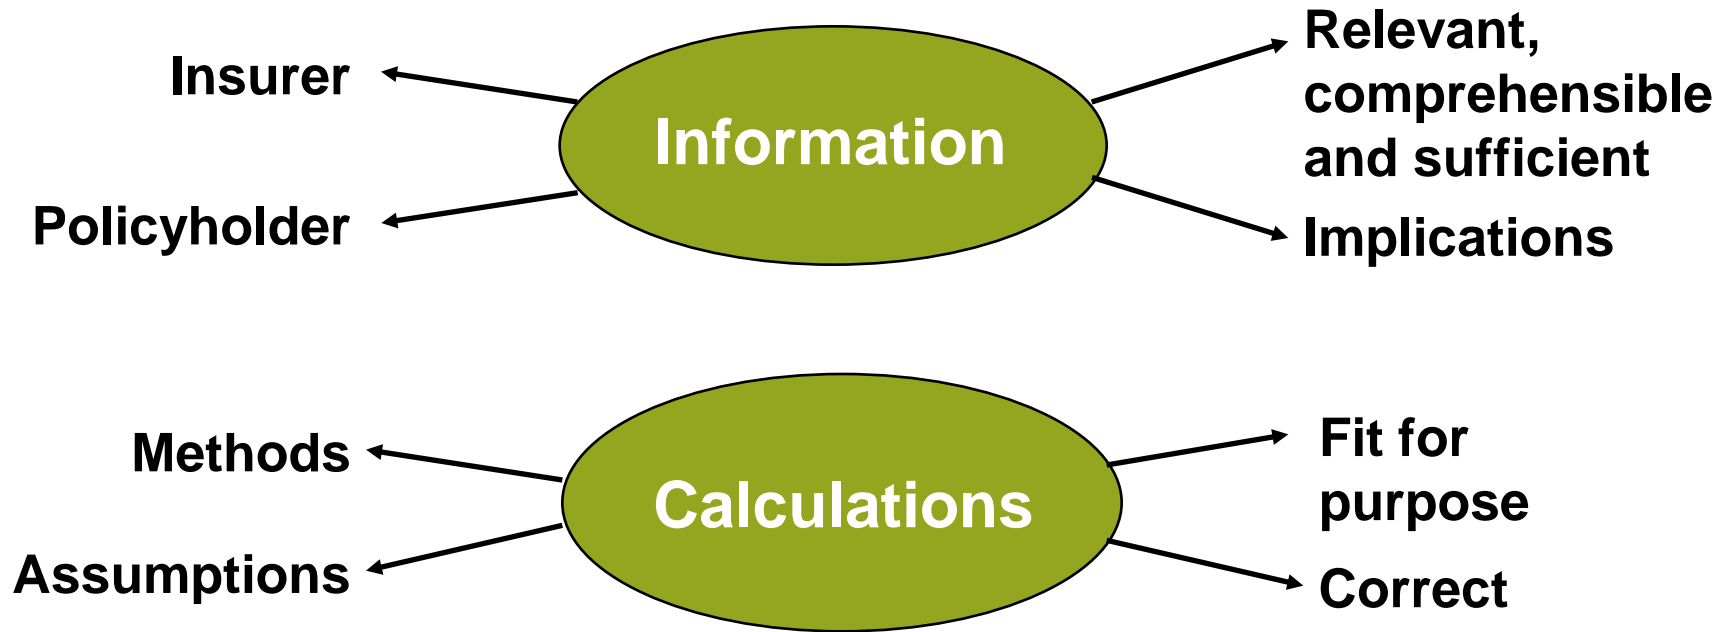 Insurer
Policyholder
Information
Relevant,
comprehensible
and sufficient
Implications
Methods
Assumptions
Calculations
Fit for
purpose
Correct